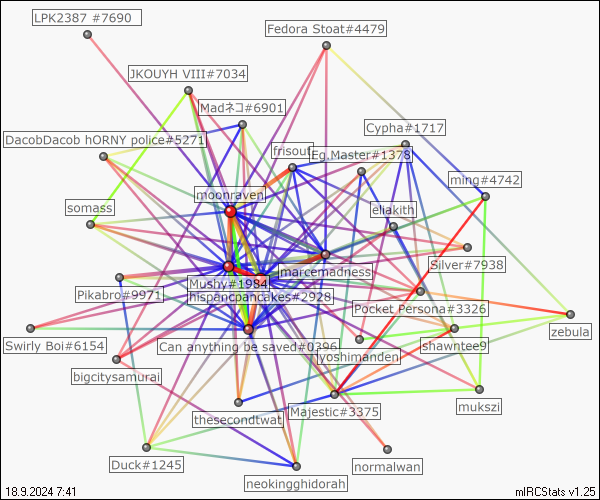 LPK2387 #7690
Fedora Stoat#4479
JKOUYH VIII#7034
Madネコ#6901
Cypha#1717
DacobDacob hORNY police#5271
frisout
Eg.Master#1378
ming#4742
moonraven
somass
eliakith
marcemadness
Silver#7938
Mushy#1984
Pikabro#9971
hispancpancakes#2928
Pocket Persona#3326
zebula
Swirly Boi#6154
Can anything be saved#0396
shawntee9
yoshimanden
bigcitysamurai
mukszi
Majestic#3375
thesecondtwat
Duck#1245
normalwan
neokingghidorah
18.9.2024 7:41
mIRCStats v1.25